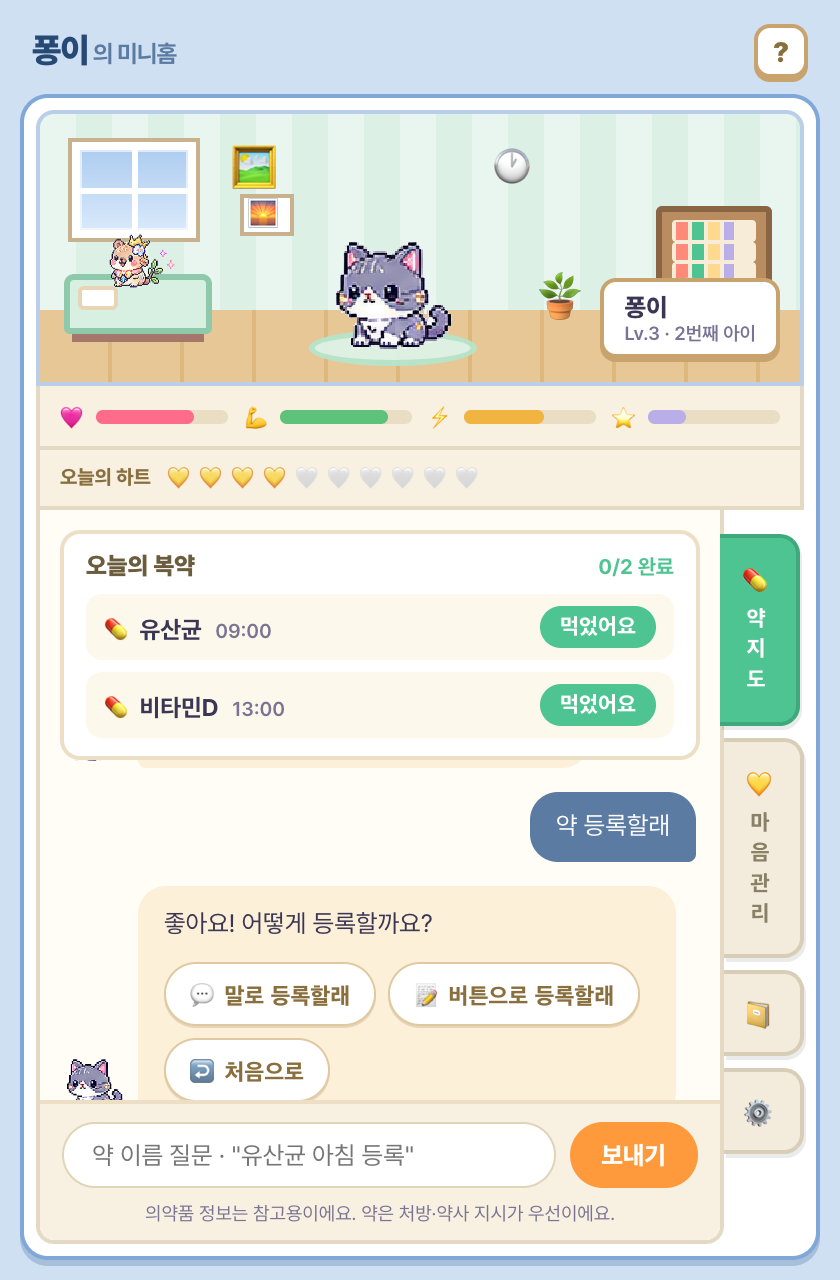 퐁이 의 미니홈
?
퐁이
Lv.3 · 2번째 아이
오늘의 하트
오늘의 복약
0/2 완료
유산균 09:00
먹었어요
비타민D 13:00
먹었어요
약 지 도
마 음 관 리
약 등록할래
좋아요! 어떻게 등록할까요?
말로 등록할래
버튼으로 등록할래
처음으로
약 이름 질문 · "유산균 아침 등록"
보내기
의약품 정보는 참고용이에요. 약은 처방·약사 지시가 우선이에요.